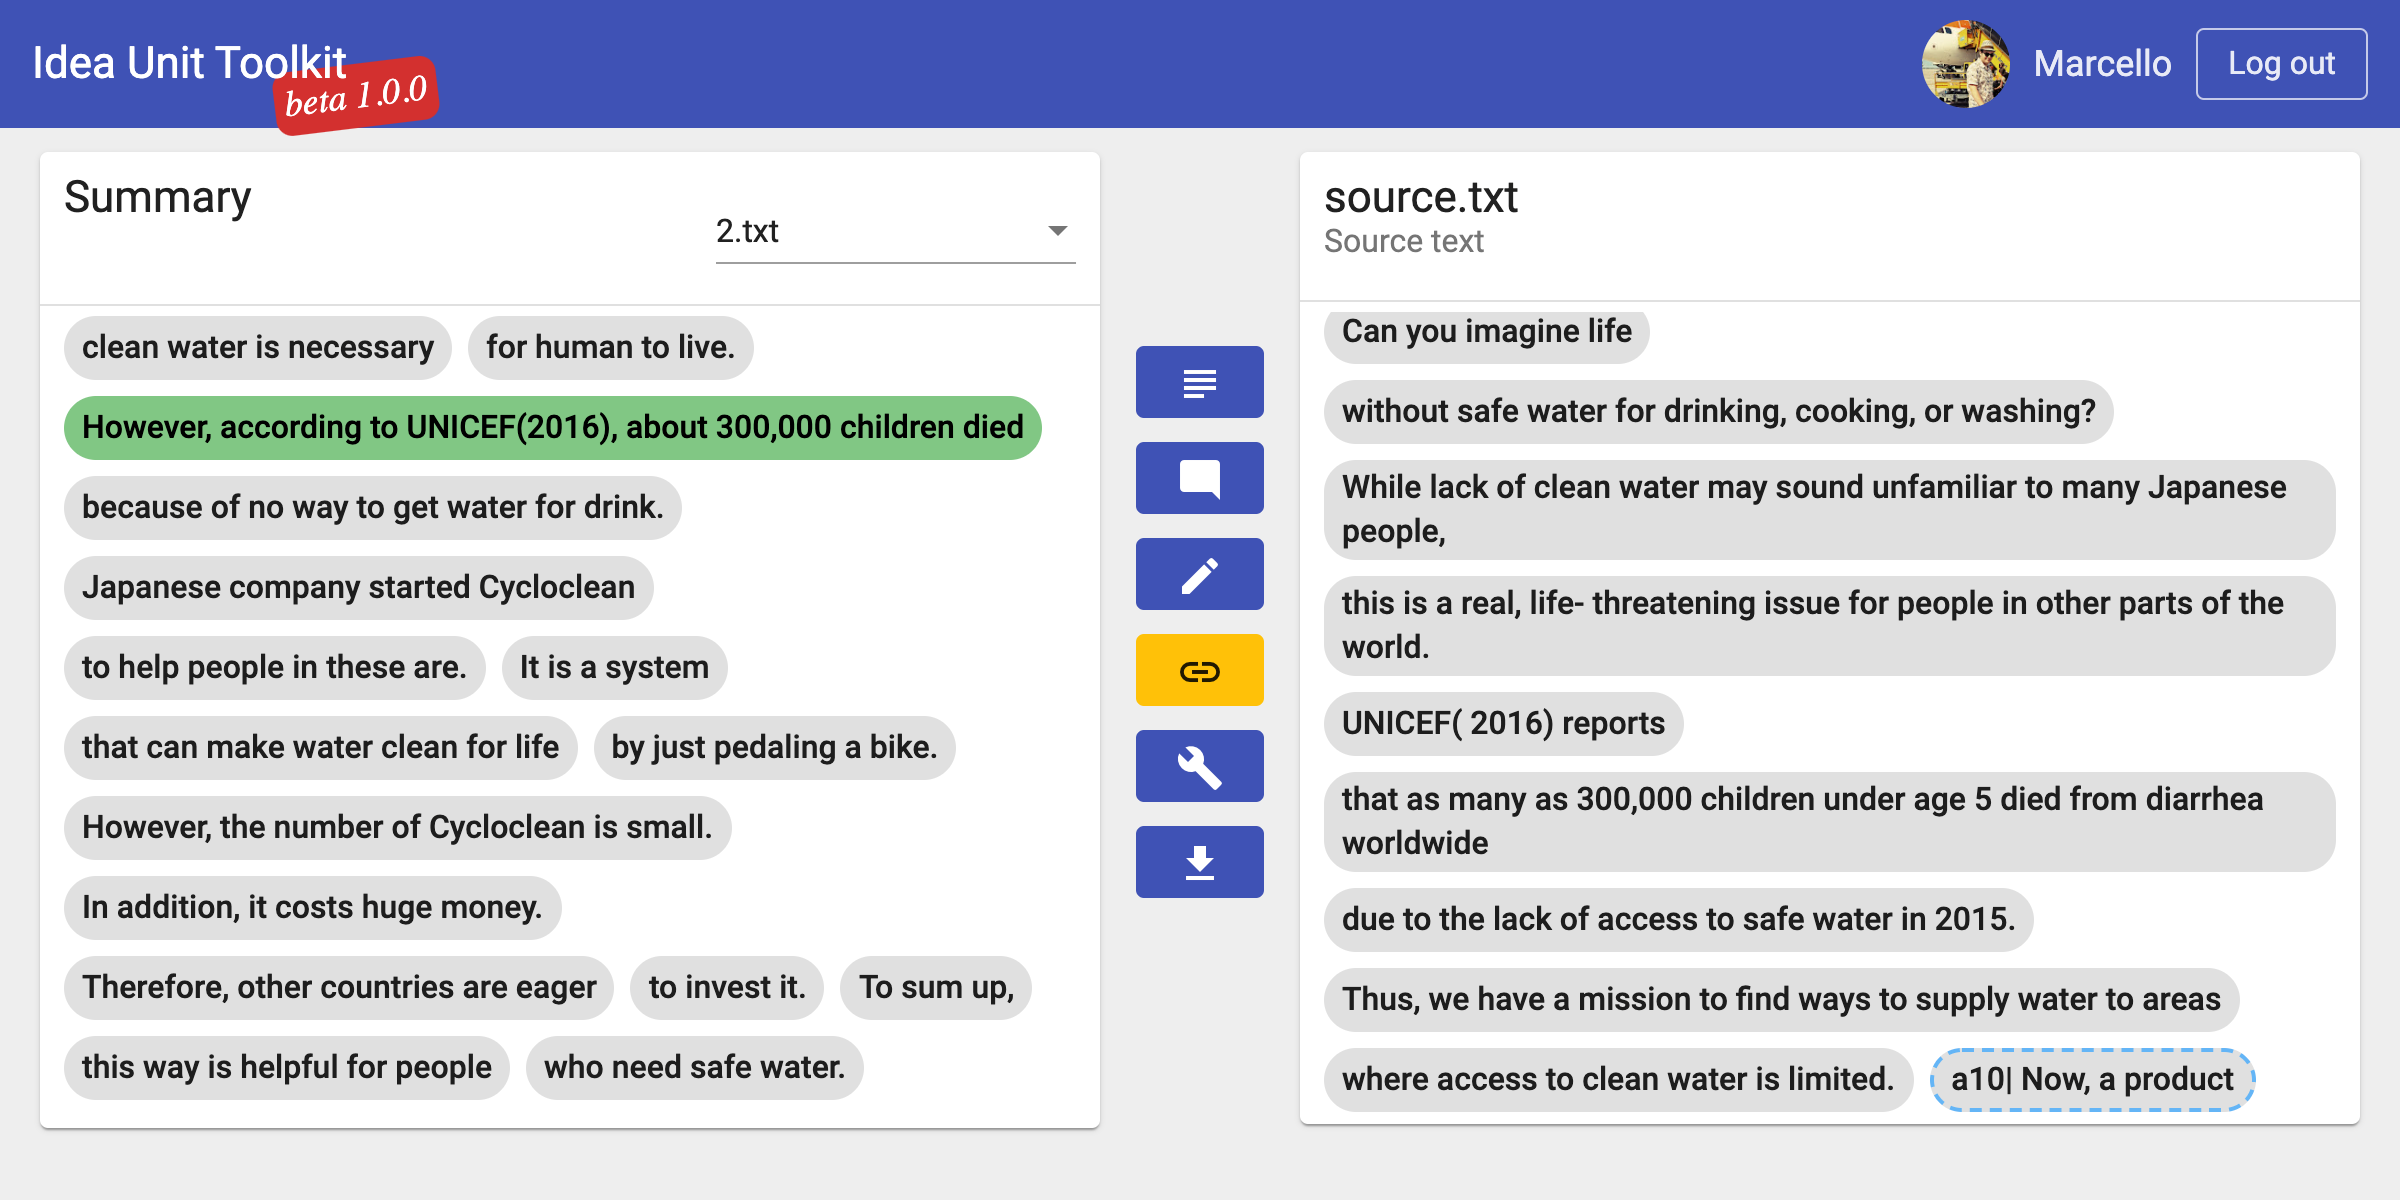 Idea Unit Toolkit
beta 1.0.0
Marcello
Log out
Summary
2.txt
clean water is necessary
for human to live.
However, according to UNICEF(2016), about 300,000 children died
because of no way to get water for drink.
Japanese company started Cycloclean
to help people in these are.
It is a system
that can make water clean for life
by just pedaling a bike.
However, the number of Cycloclean is small.
In addition, it costs huge money.
Therefore, other countries are eager
to invest it.
To sum up,
this way is helpful for people
who need safe water.
source.txt
Source text
Can you imagine life
without safe water for drinking, cooking, or washing?
While lack of clean water may sound unfamiliar to many Japanese
people,
this is a real, life- threatening issue for people in other parts of the
world.
UNICEF( 2016) reports
that as many as 300,000 children under age 5 died from diarrhea
worldwide
due to the lack of access to safe water in 2015.
Thus, we have a mission to find ways to supply water to areas
where access to clean water is limited.
a10| Now, a product